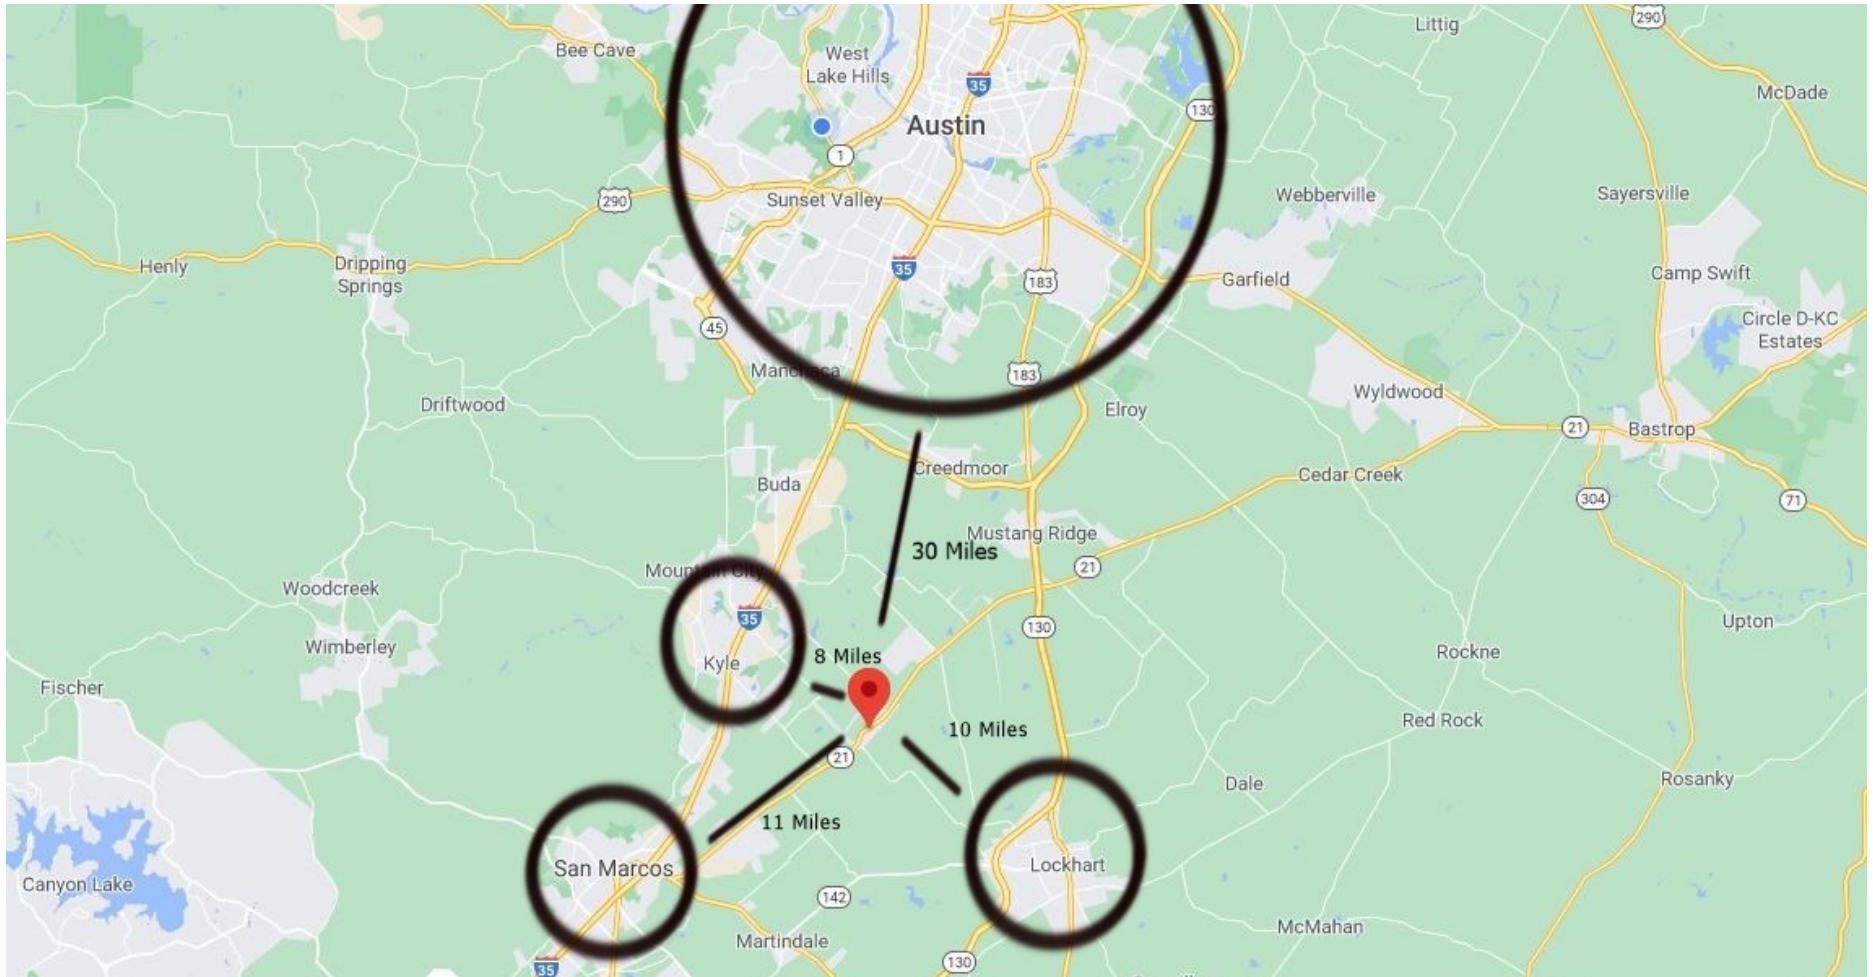 Littig
290
Bee Cave
West
Lake Hills
35
McDade
130
Austin
1
290
Sunset Valley
Webberville
Sayersville
Henly
Dripping
Springs
35
183
Garfield
Camp Swift
45
Circle D-KC
Estates
Manchaca
183
Wyldwood
Driftwood
Elroy
21
Bastrop
Creedmoor
Cedar Creek
Buda
304
71
Mustang Ridge
30 Miles
Mountain City
21
Woodcreek
35
130
Upton
Wimberley
Kyle
8 Miles
Rockne
Fischer
10 Miles
Red Rock
21
Dale
Rosanky
11 Miles
San Marcos
Lockhart
Canyon Lake
142
McMahan
Martindale
35
130